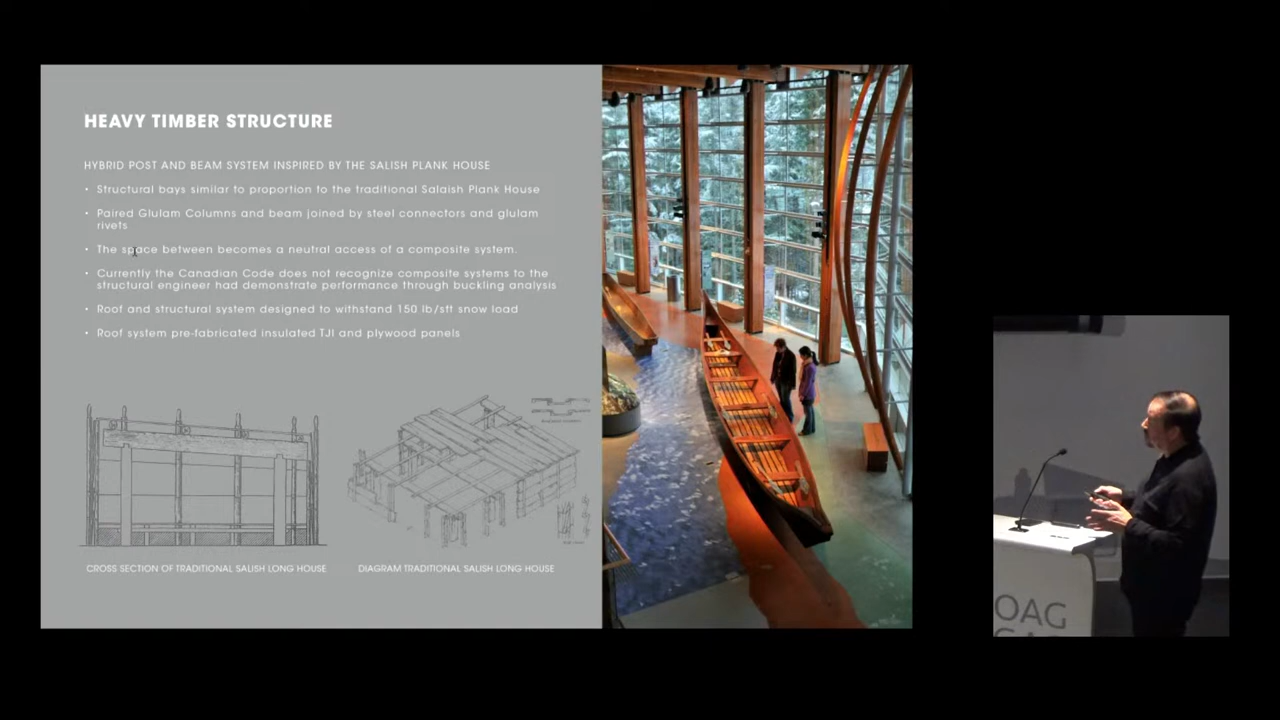 HEAVY TIMBER STRUCTURE
HYBRID POST AND BEAM SYSTEM INSPIRED BY THE SALISH PLANK HOUSE
• Structural bays similar to proportion to the traditional Salaish Plank House
• Paired Glulam Columns and beam joined by steel connectors and glulam
rivets
• The space between becomes a neutral access of a composite system.
• Currently the Canadian Code does not recognize composite systems to the
structural engineer had demonstrate performance through buckling analysis
• Roof and structural system designed to withstand 150 lb/sft snow load
• Roof system pre-fabricated insulated TJI and plywood panels
CROSS SECTION OF TRADITIONAL SALISH LONG HOUSE
DIAGRAM TRADITIONAL SALISH LONG HOUSE
OAG